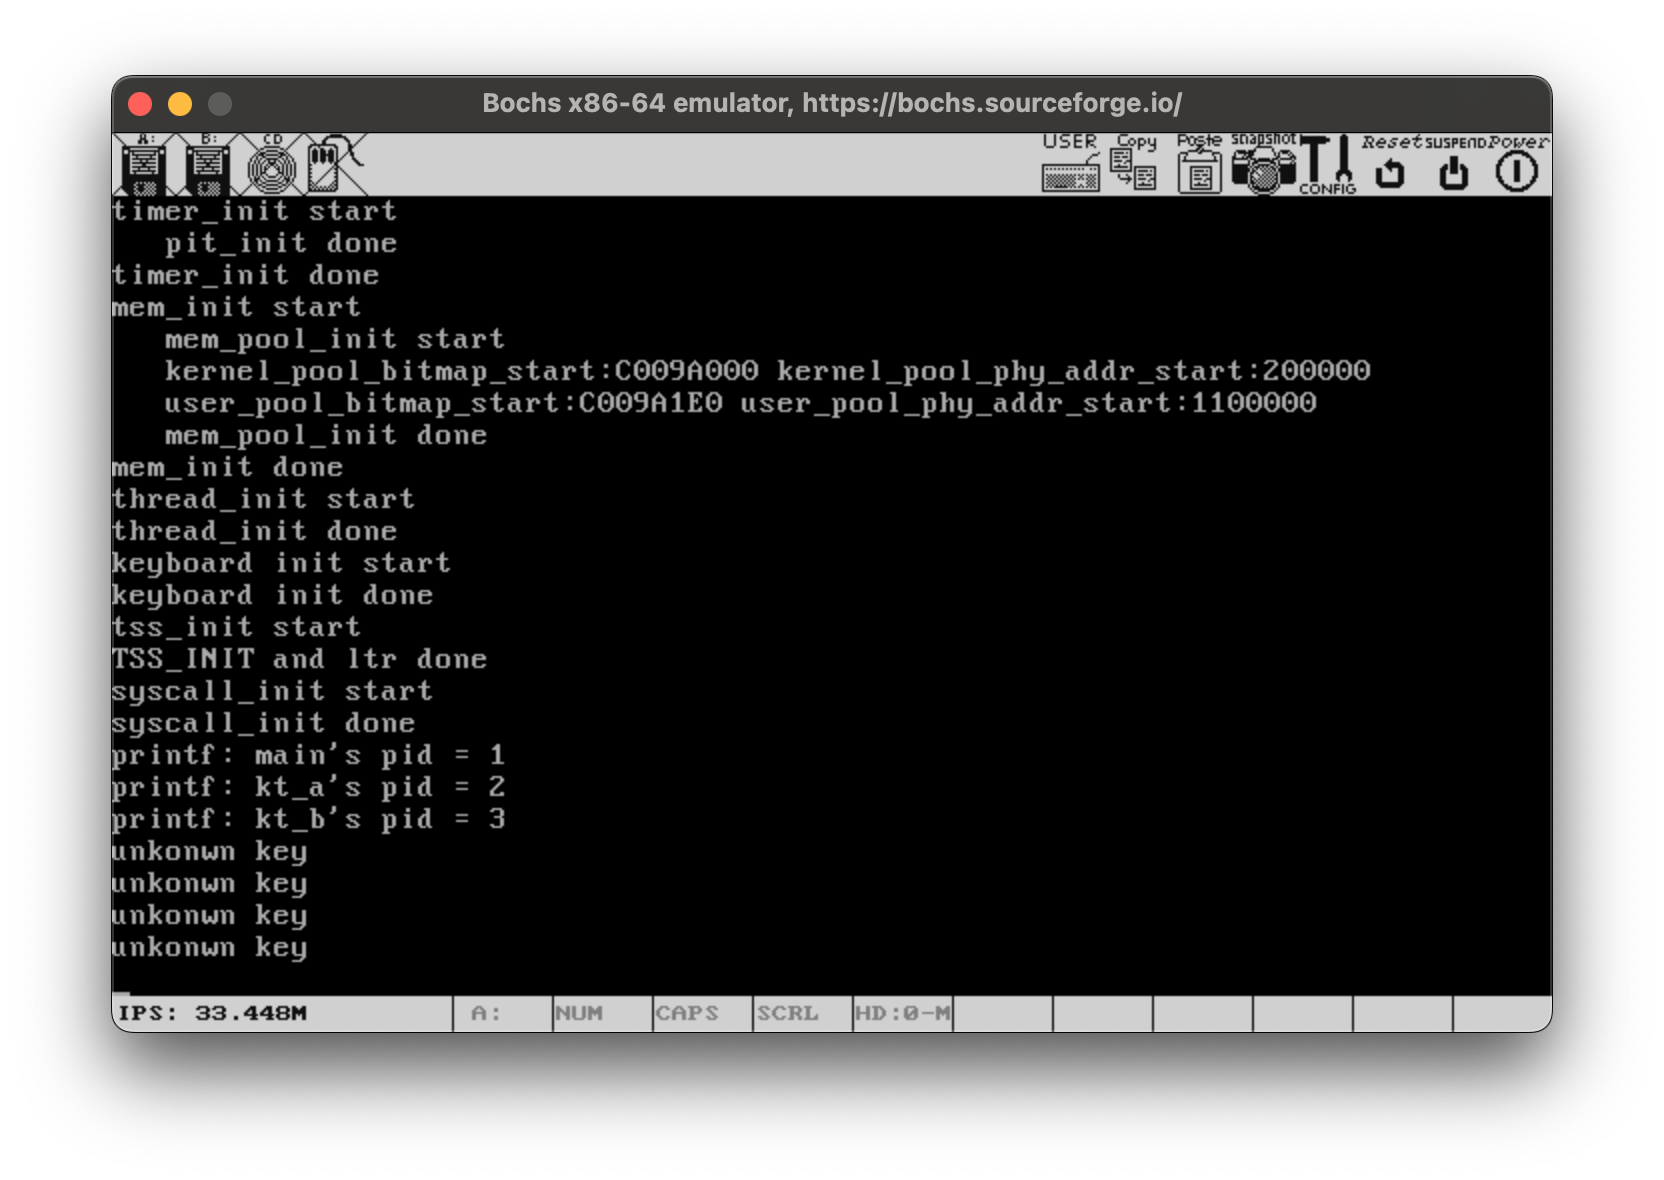 Bochs x86-64 emulator, https://bochs.sourceforge.io/
A: B: CD USER Copy Paste snapshot CONFIG Reset SUSPEND Power
timer_init start
   pit_init done
timer_init done
mem_init start
   mem_pool_init start
   kernel_pool_bitmap_start:C009A000 kernel_pool_phy_addr_start:200000
   user_pool_bitmap_start:C009A1E0 user_pool_phy_addr_start:1100000
   mem_pool_init done
mem_init done
thread_init start
thread_init done
keyboard init start
keyboard init done
tss_init start
TSS_INIT and ltr done
syscall_init start
syscall_init done
printf: main's pid = 1
printf: kt_a's pid = 2
printf: kt_b's pid = 3
unkonwn key
unkonwn key
unkonwn key
unkonwn key
_
IPS: 33.448M A: NUM CAPS SCRL HD:0-M